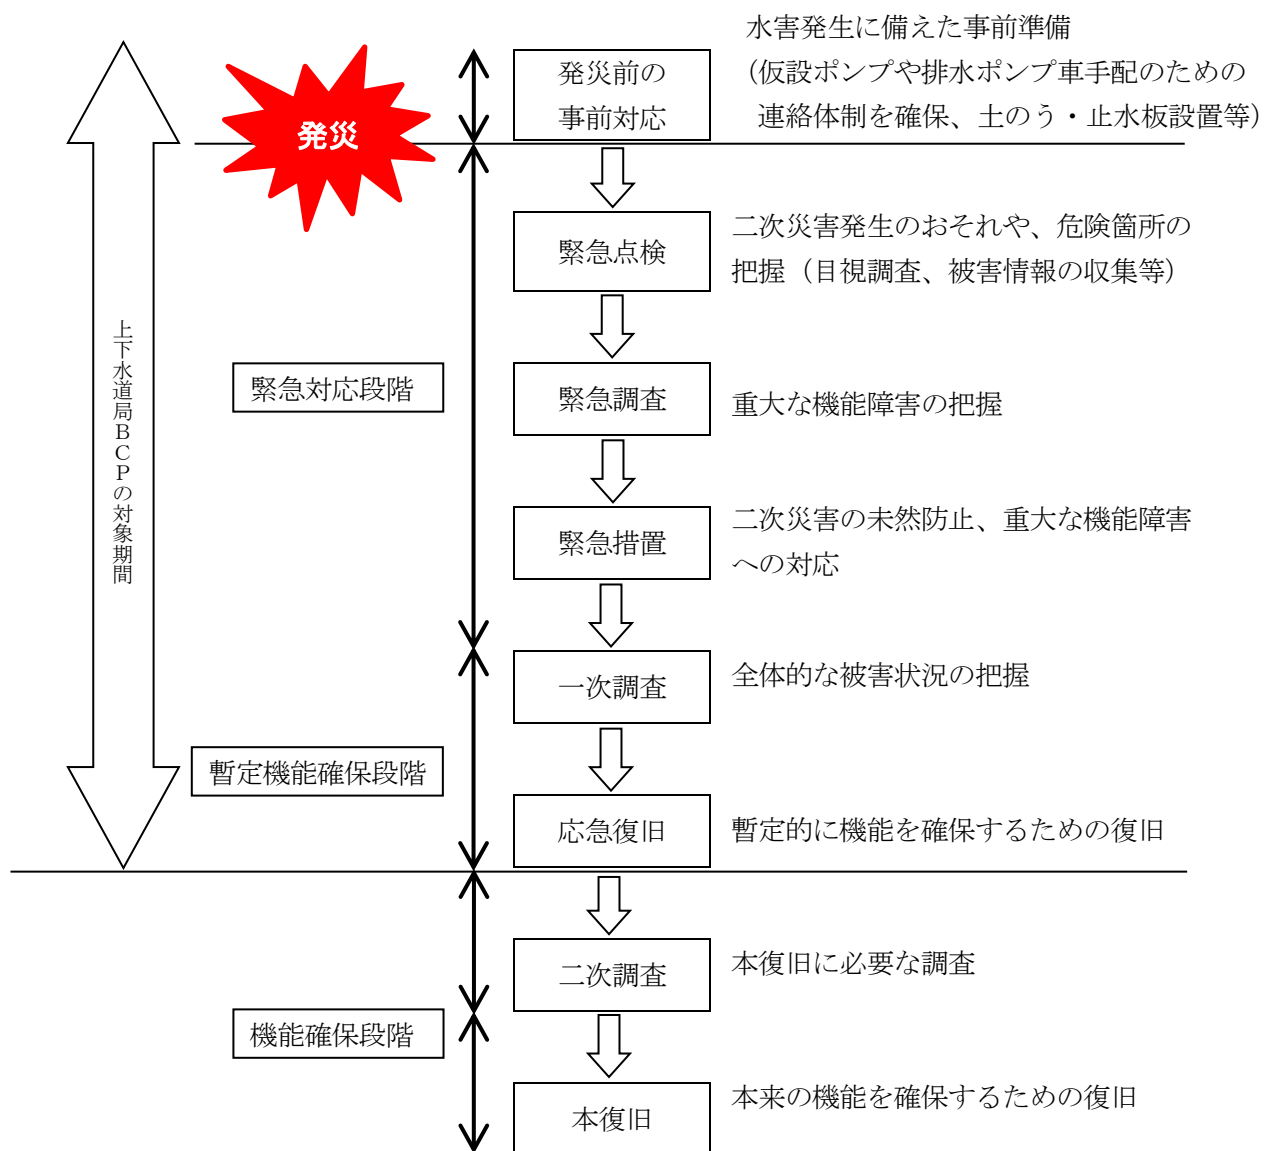 水害発生に備えた事前準備
発災前の
事前対応
（仮設ポンプや排水ポンプ車手配のための
連絡体制を確保、土のう・止水板設置等）
発災
緊急点検
二次災害発生のおそれや、危険箇所の
把握（目視調査、被害情報の収集等）
上下水道局ＢＣＰの対象期間
緊急対応段階
緊急調査
重大な機能障害の把握
緊急措置
二次災害の未然防止、重大な機能障害
への対応
一次調査
全体的な被害状況の把握
暫定機能確保段階
応急復旧
暫定的に機能を確保するための復旧
二次調査
本復旧に必要な調査
機能確保段階
本復旧
本来の機能を確保するための復旧